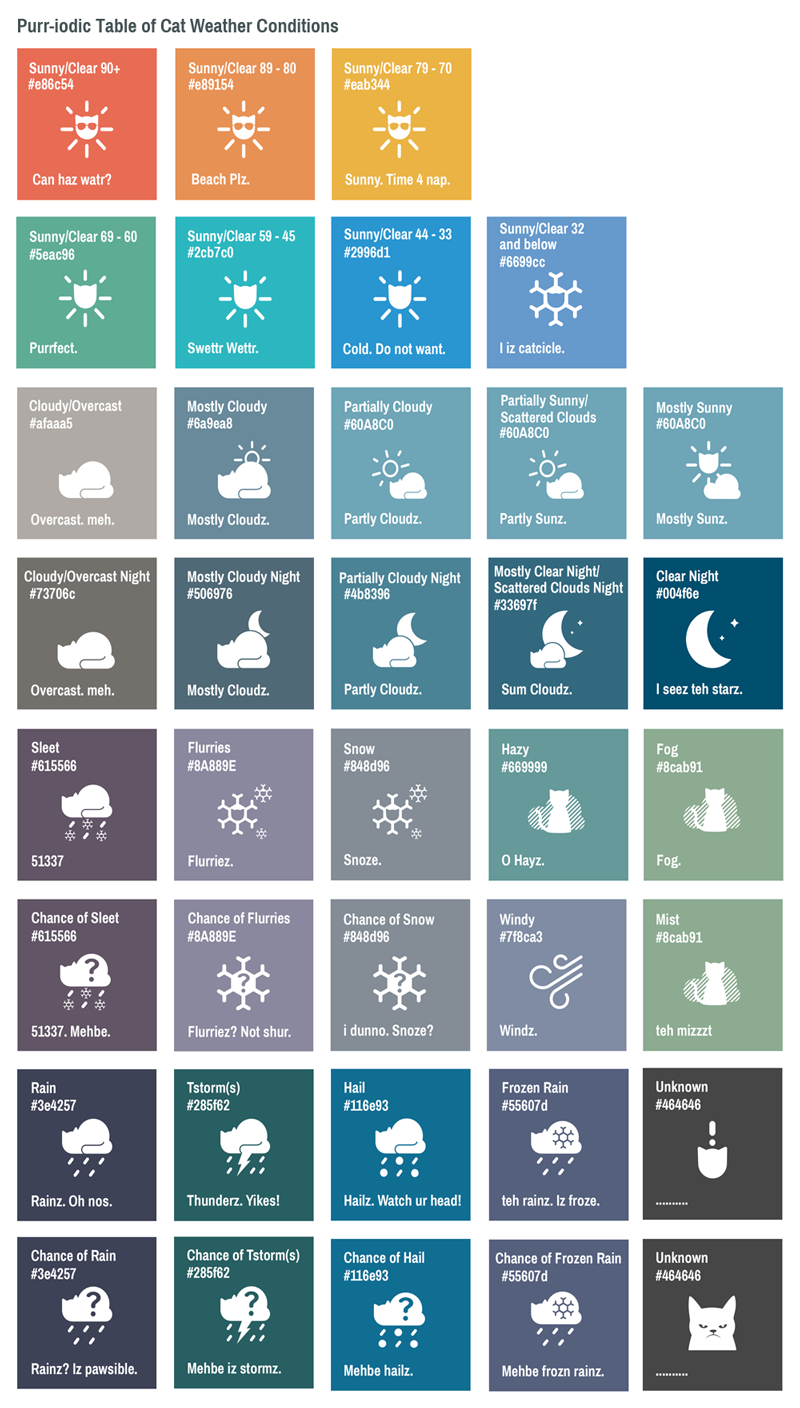 Purr-iodic Table of Cat Weather Conditions
Sunny/Clear 90+
#e86c54
Can haz watr?
Sunny/Clear 89 - 80
#e89154
Beach Plz.
Sunny/Clear 79 - 70
#eab344
Sunny. Time 4 nap.
Sunny/Clear 69 - 60
#5eac96
Purrfect.
Sunny/Clear 59 - 45
#2cb7c0
Swettr Wettr.
Sunny/Clear 44 - 33
#2996d1
Cold. Do not want.
Sunny/Clear 32
and below
#6699cc
I iz catcicle.
Cloudy/Overcast
#afaaa5
Overcast. meh.
Mostly Cloudy
#6a9ea8
Mostly Cloudz.
Partially Cloudy
#60A8C0
Partly Cloudz.
Partially Sunny/
Scattered Clouds
#60A8C0
Partly Sunz.
Mostly Sunny
#60A8C0
Mostly Sunz.
Cloudy/Overcast Night
#73706c
Overcast. meh.
Mostly Cloudy Night
#506976
Mostly Cloudz.
Partially Cloudy Night
#4b8396
Partly Cloudz.
Mostly Clear Night/
Scattered Clouds Night
#33697f
Sum Cloudz.
Clear Night
#004f6e
I seez teh starz.
Sleet
#615566
51337
Flurries
#8A889E
Flurriez.
Snow
#848d96
Snoze.
Hazy
#669999
O Hayz.
Fog
#8cab91
Fog.
Chance of Sleet
#615566
?
51337. Mehbe.
Chance of Flurries
#8A889E
?
Flurriez? Not shur.
Chance of Snow
#848d96
?
i dunno. Snoze?
Windy
#7f8ca3
Windz.
Mist
#8cab91
teh mizzzt
Rain
#3e4257
Rainz. Oh nos.
Tstorm(s)
#285f62
Thunderz. Yikes!
Hail
#116e93
Hailz. Watch ur head!
Frozen Rain
#55607d
teh rainz. Iz froze.
Unknown
#464646
..........
Chance of Rain
#3e4257
?
Rainz? Iz pawsible.
Chance of Tstorm(s)
#285f62
?
Mehbe iz stormz.
Chance of Hail
#116e93
?
Mehbe hailz.
Chance of Frozen Rain
#55607d
Mehbe frozn rainz.
Unknown
#464646
..........